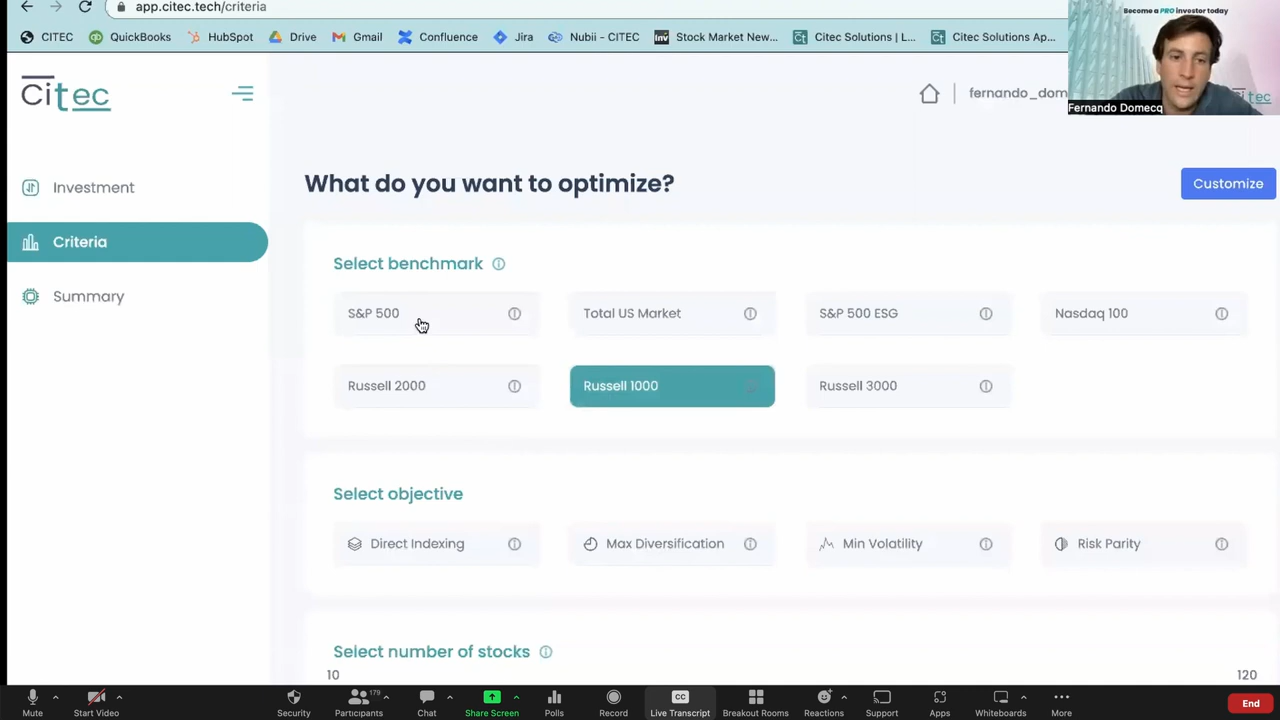 app.citec.tech/criteria
Become a PRO investor today
CITEC QuickBooks HubSpot Drive Gmail Confluence Jira Nubii - CITEC Stock Market New... Citec Solutions | L... Citec Solutions Ap...
Citec
fernando_dom
Fernando Domecq
Investment
Criteria
Summary
What do you want to optimize?
Customize
Select benchmark
S&P 500 Total US Market S&P 500 ESG Nasdaq 100
Russell 2000 Russell 1000 Russell 3000
Select objective
Direct Indexing Max Diversification Min Volatility Risk Parity
Select number of stocks
10 120
179
Mute Start Video Security Participants Chat Share Screen Polls Record Live Transcript Breakout Rooms Reactions Support Apps Whiteboards More End